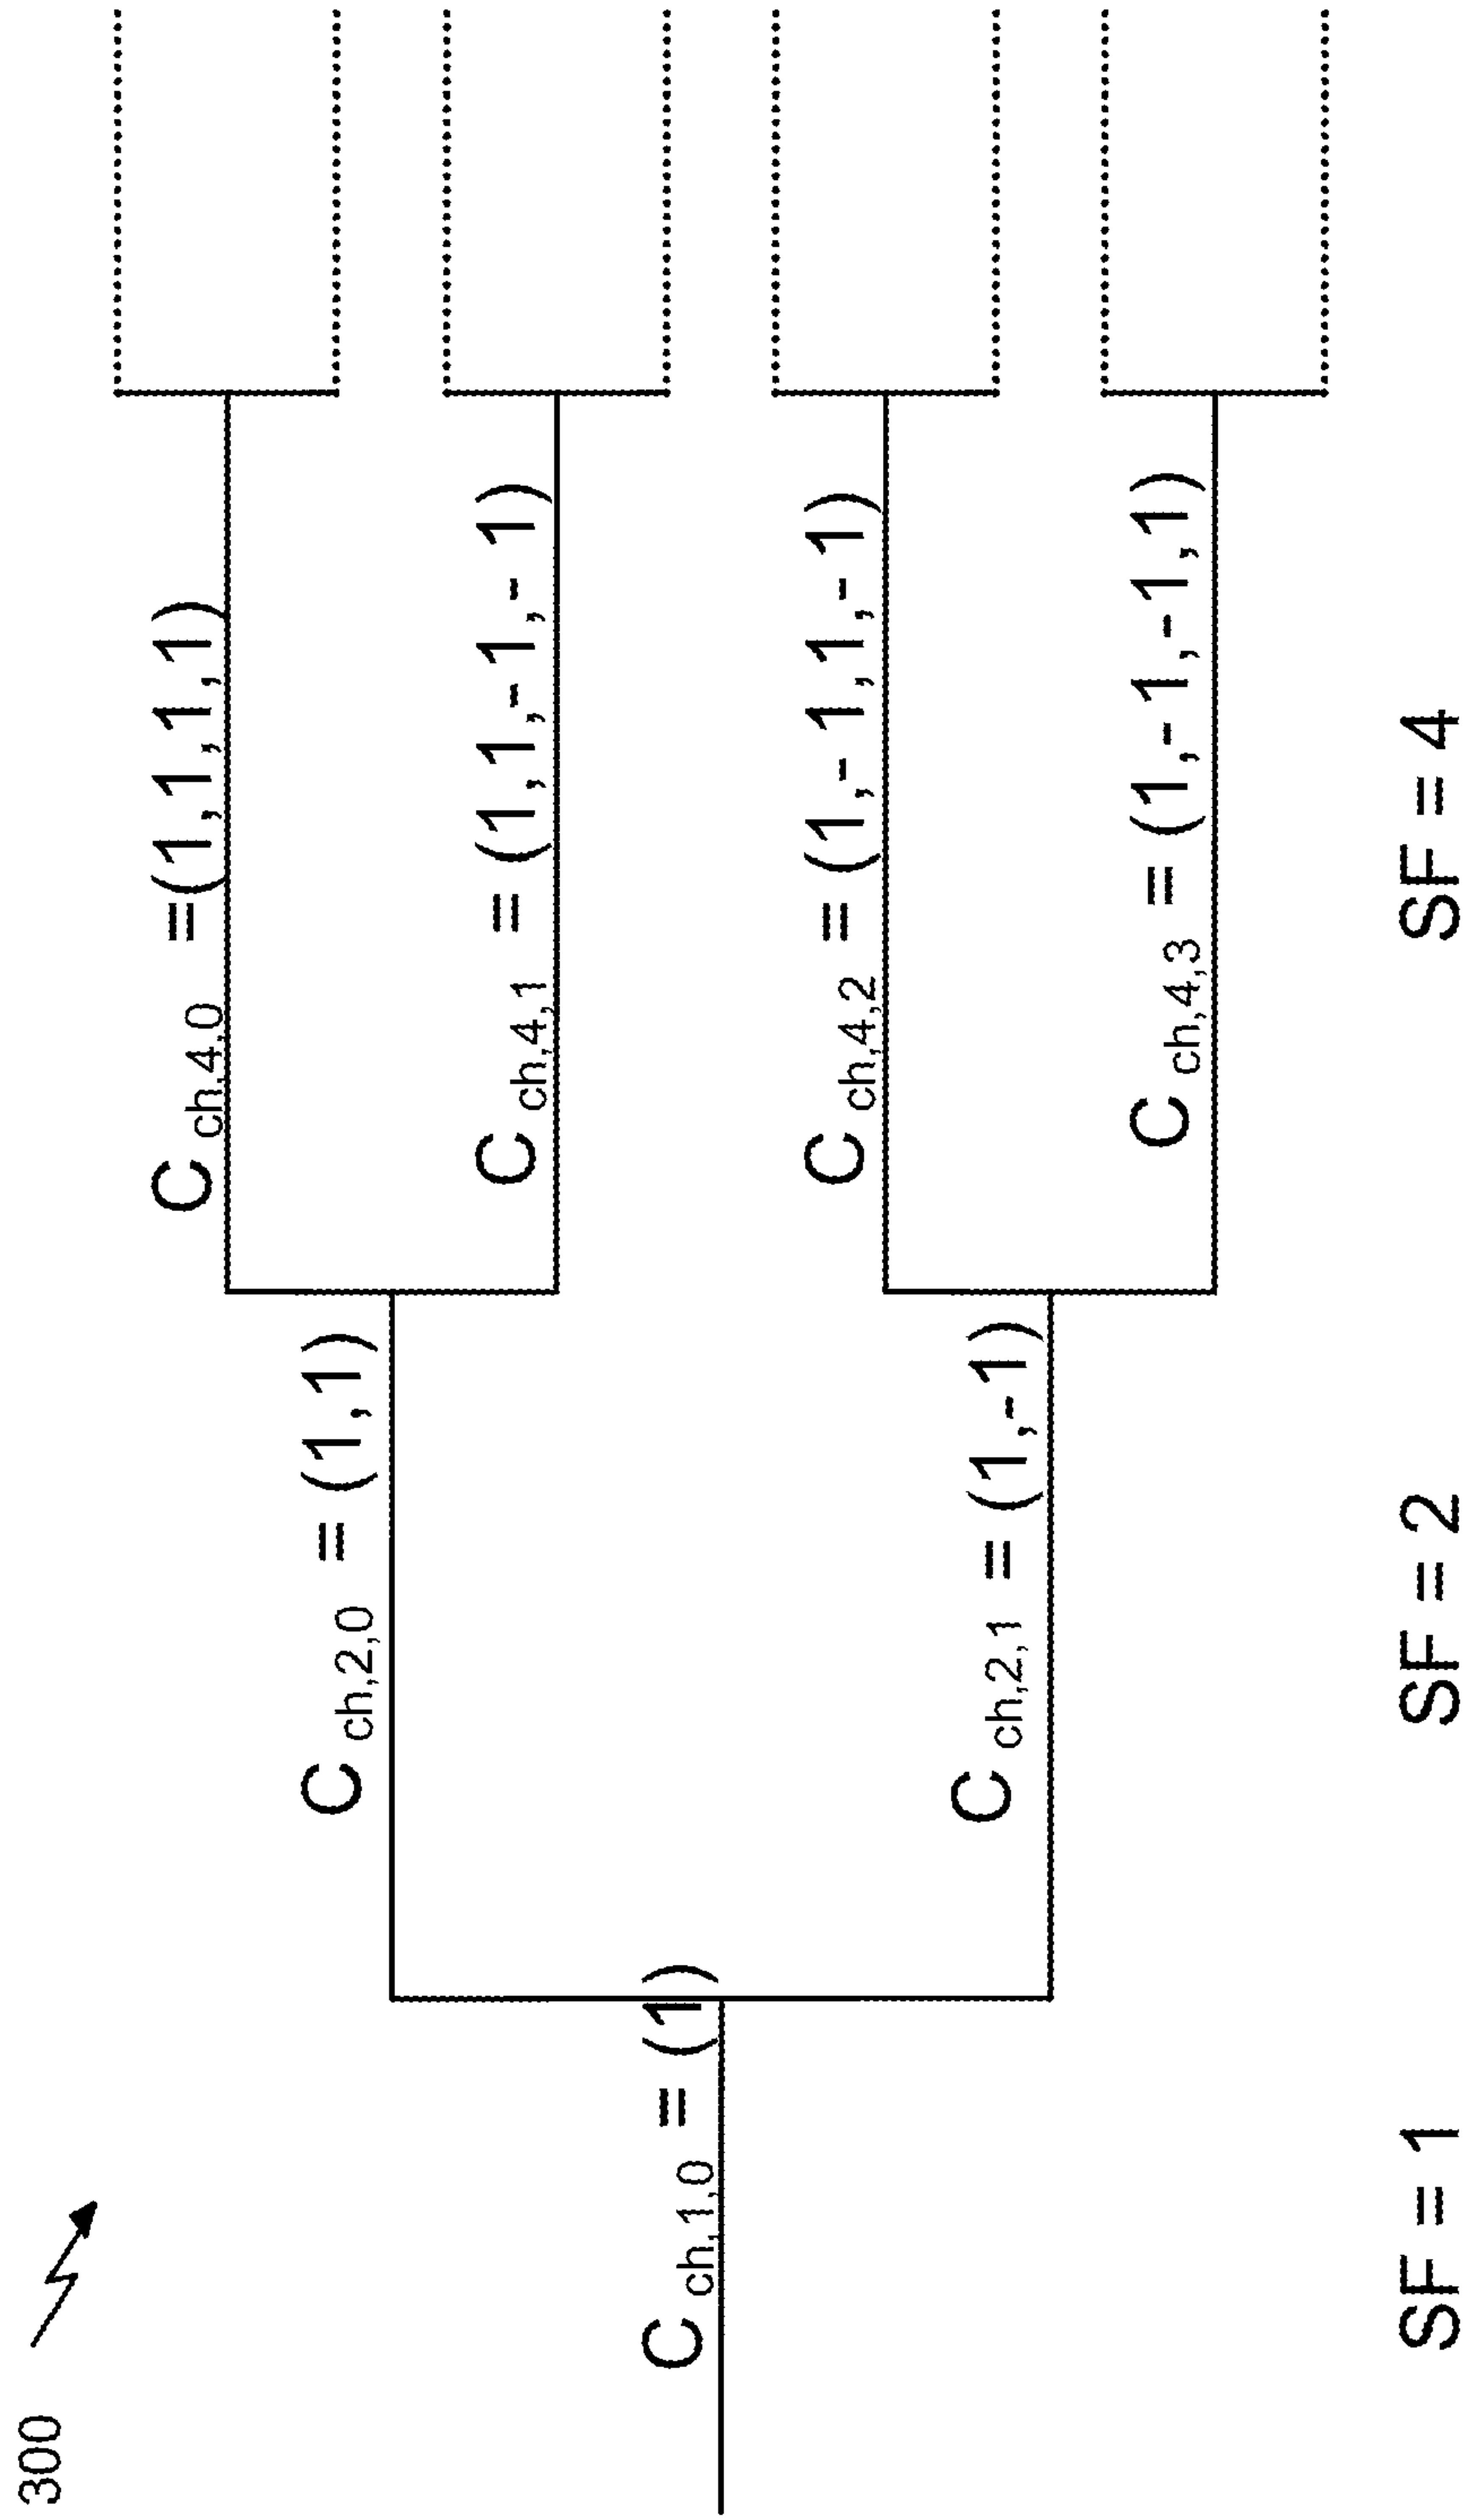 300
C ch,1,0 = (1)
C ch,2,0 = (1,1)
C ch,2,1 = (1,-1)
C ch,4,0 =(1,1,1,1)
C ch,4,1 =(1,1,-1,-1)
C ch,4,2 =(1,-1,1,-1)
C ch,4,3 =(1,-1,-1,1)
SF = 1
SF = 2
SF = 4